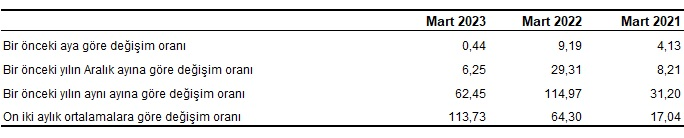 Mart 2023 Mart 2022 Mart 2021
Bir önceki aya göre değişim oranı 0,44 9,19 4,13
Bir önceki yılın Aralık ayına göre değişim oranı 6,25 29,31 8,21
Bir önceki yılın aynı ayına göre değişim oranı 62,45 114,97 31,20
On iki aylık ortalamalara göre değişim oranı 113,73 64,30 17,04